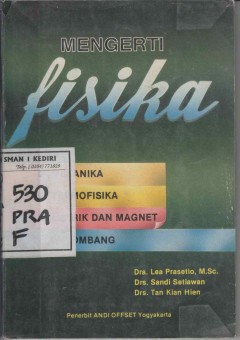 MENGERTI
fisika
SMAN 1 KEDIRI
530
PRA
F
ANIKA
MOFISIKA
IK DAN MAGNET
OMBANG
Dra. Lea Prasetio, M.Sc.
Drs. Sandi Setiawan
Drs. Tan Kian Hien
Penerbit ANDI OFFSET Yogyakarta